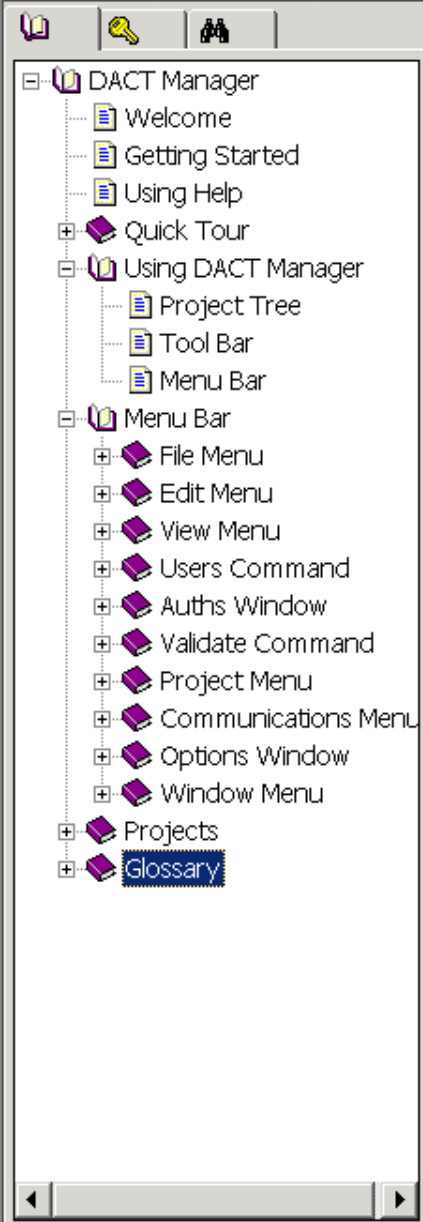 DACT Manager
Welcome
Getting Started
Using Help
Quick Tour
Using DACT Manager
Project Tree
Tool Bar
Menu Bar
Menu Bar
File Menu
Edit Menu
View Menu
Users Command
Auths Window
Validate Command
Project Menu
Communications Menu
Options Window
Window Menu
Projects
Glossary